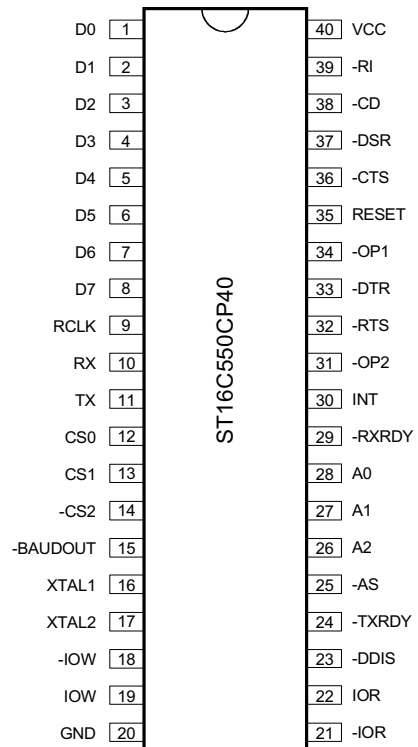 D0 1 40 VCC
D1 2 39 -RI
D2 3 38 -CD
D3 4 37 -DSR
D4 5 36 -CTS
D5 6 35 RESET
D6 7 34 -OP1
D7 8 33 -DTR
RCLK 9 32 -RTS
RX 10 31 -OP2
TX 11 30 INT
CS0 12 29 -RXRDY
CS1 13 28 A0
-CS2 14 27 A1
-BAUDOUT 15 26 A2
XTAL1 16 25 -AS
XTAL2 17 24 -TXRDY
-IOW 18 23 -DDIS
IOW 19 22 IOR
GND 20 21 -IOR
ST16C550CP40